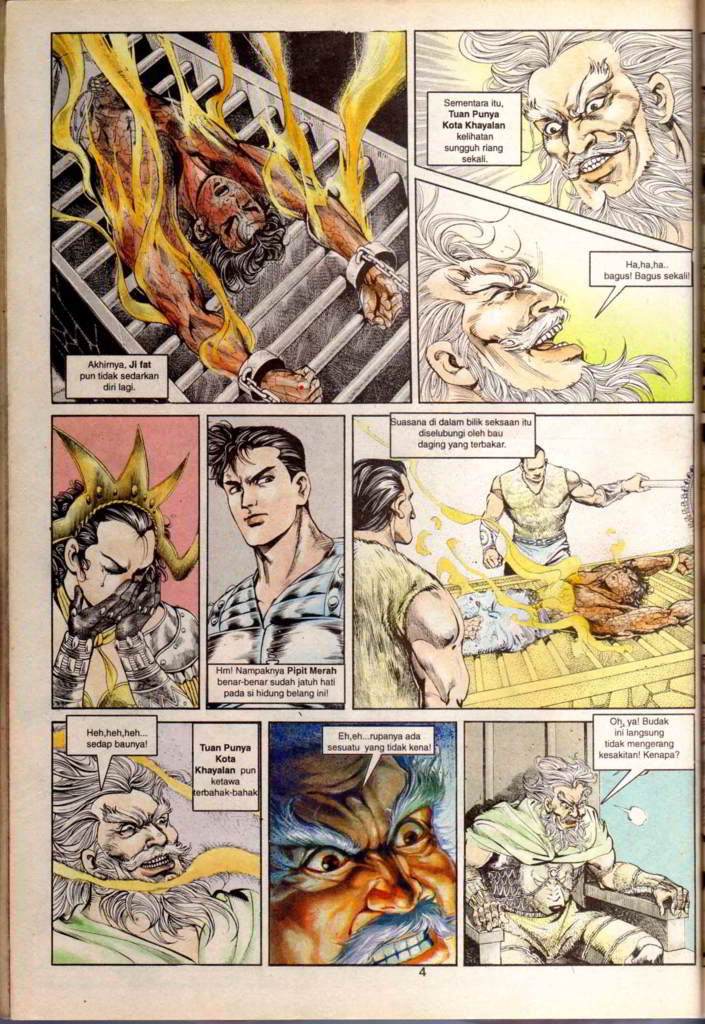 Sementara itu,
Tuan Punya
Kota Khayalan
kelihatan
sungguh riang
sekali.
Ha,ha,ha..
bagus! Bagus sekali!
Akhirnya, Ji fat
pun tidak sedarkan
diri lagi.
Hm! Nampaknya Pipit Merah
benar-benar sudah jatuh hati
pada si hidung belang ini!
Suasana di dalam bilik seksaan itu
diselubungi oleh bau
daging yang terbakar.
Heh,heh,heh...
sedap baunya!
Tuan Punya
Kota
Khayalan pun
ketawa
terbahak-bahak
Eh,eh...rupanya ada
sesuatu yang tidak kena!
Oh, ya! Budak
ini langsung
tidak mengerang
kesakitan! Kenapa?
4